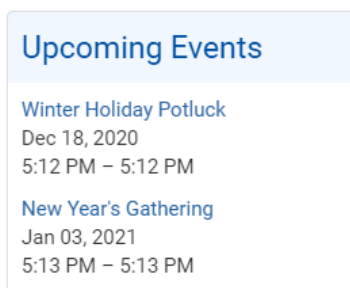 Upcoming Events
Winter Holiday Potluck
Dec 18, 2020
5:12 PM – 5:12 PM
New Year's Gathering
Jan 03, 2021
5:13 PM – 5:13 PM